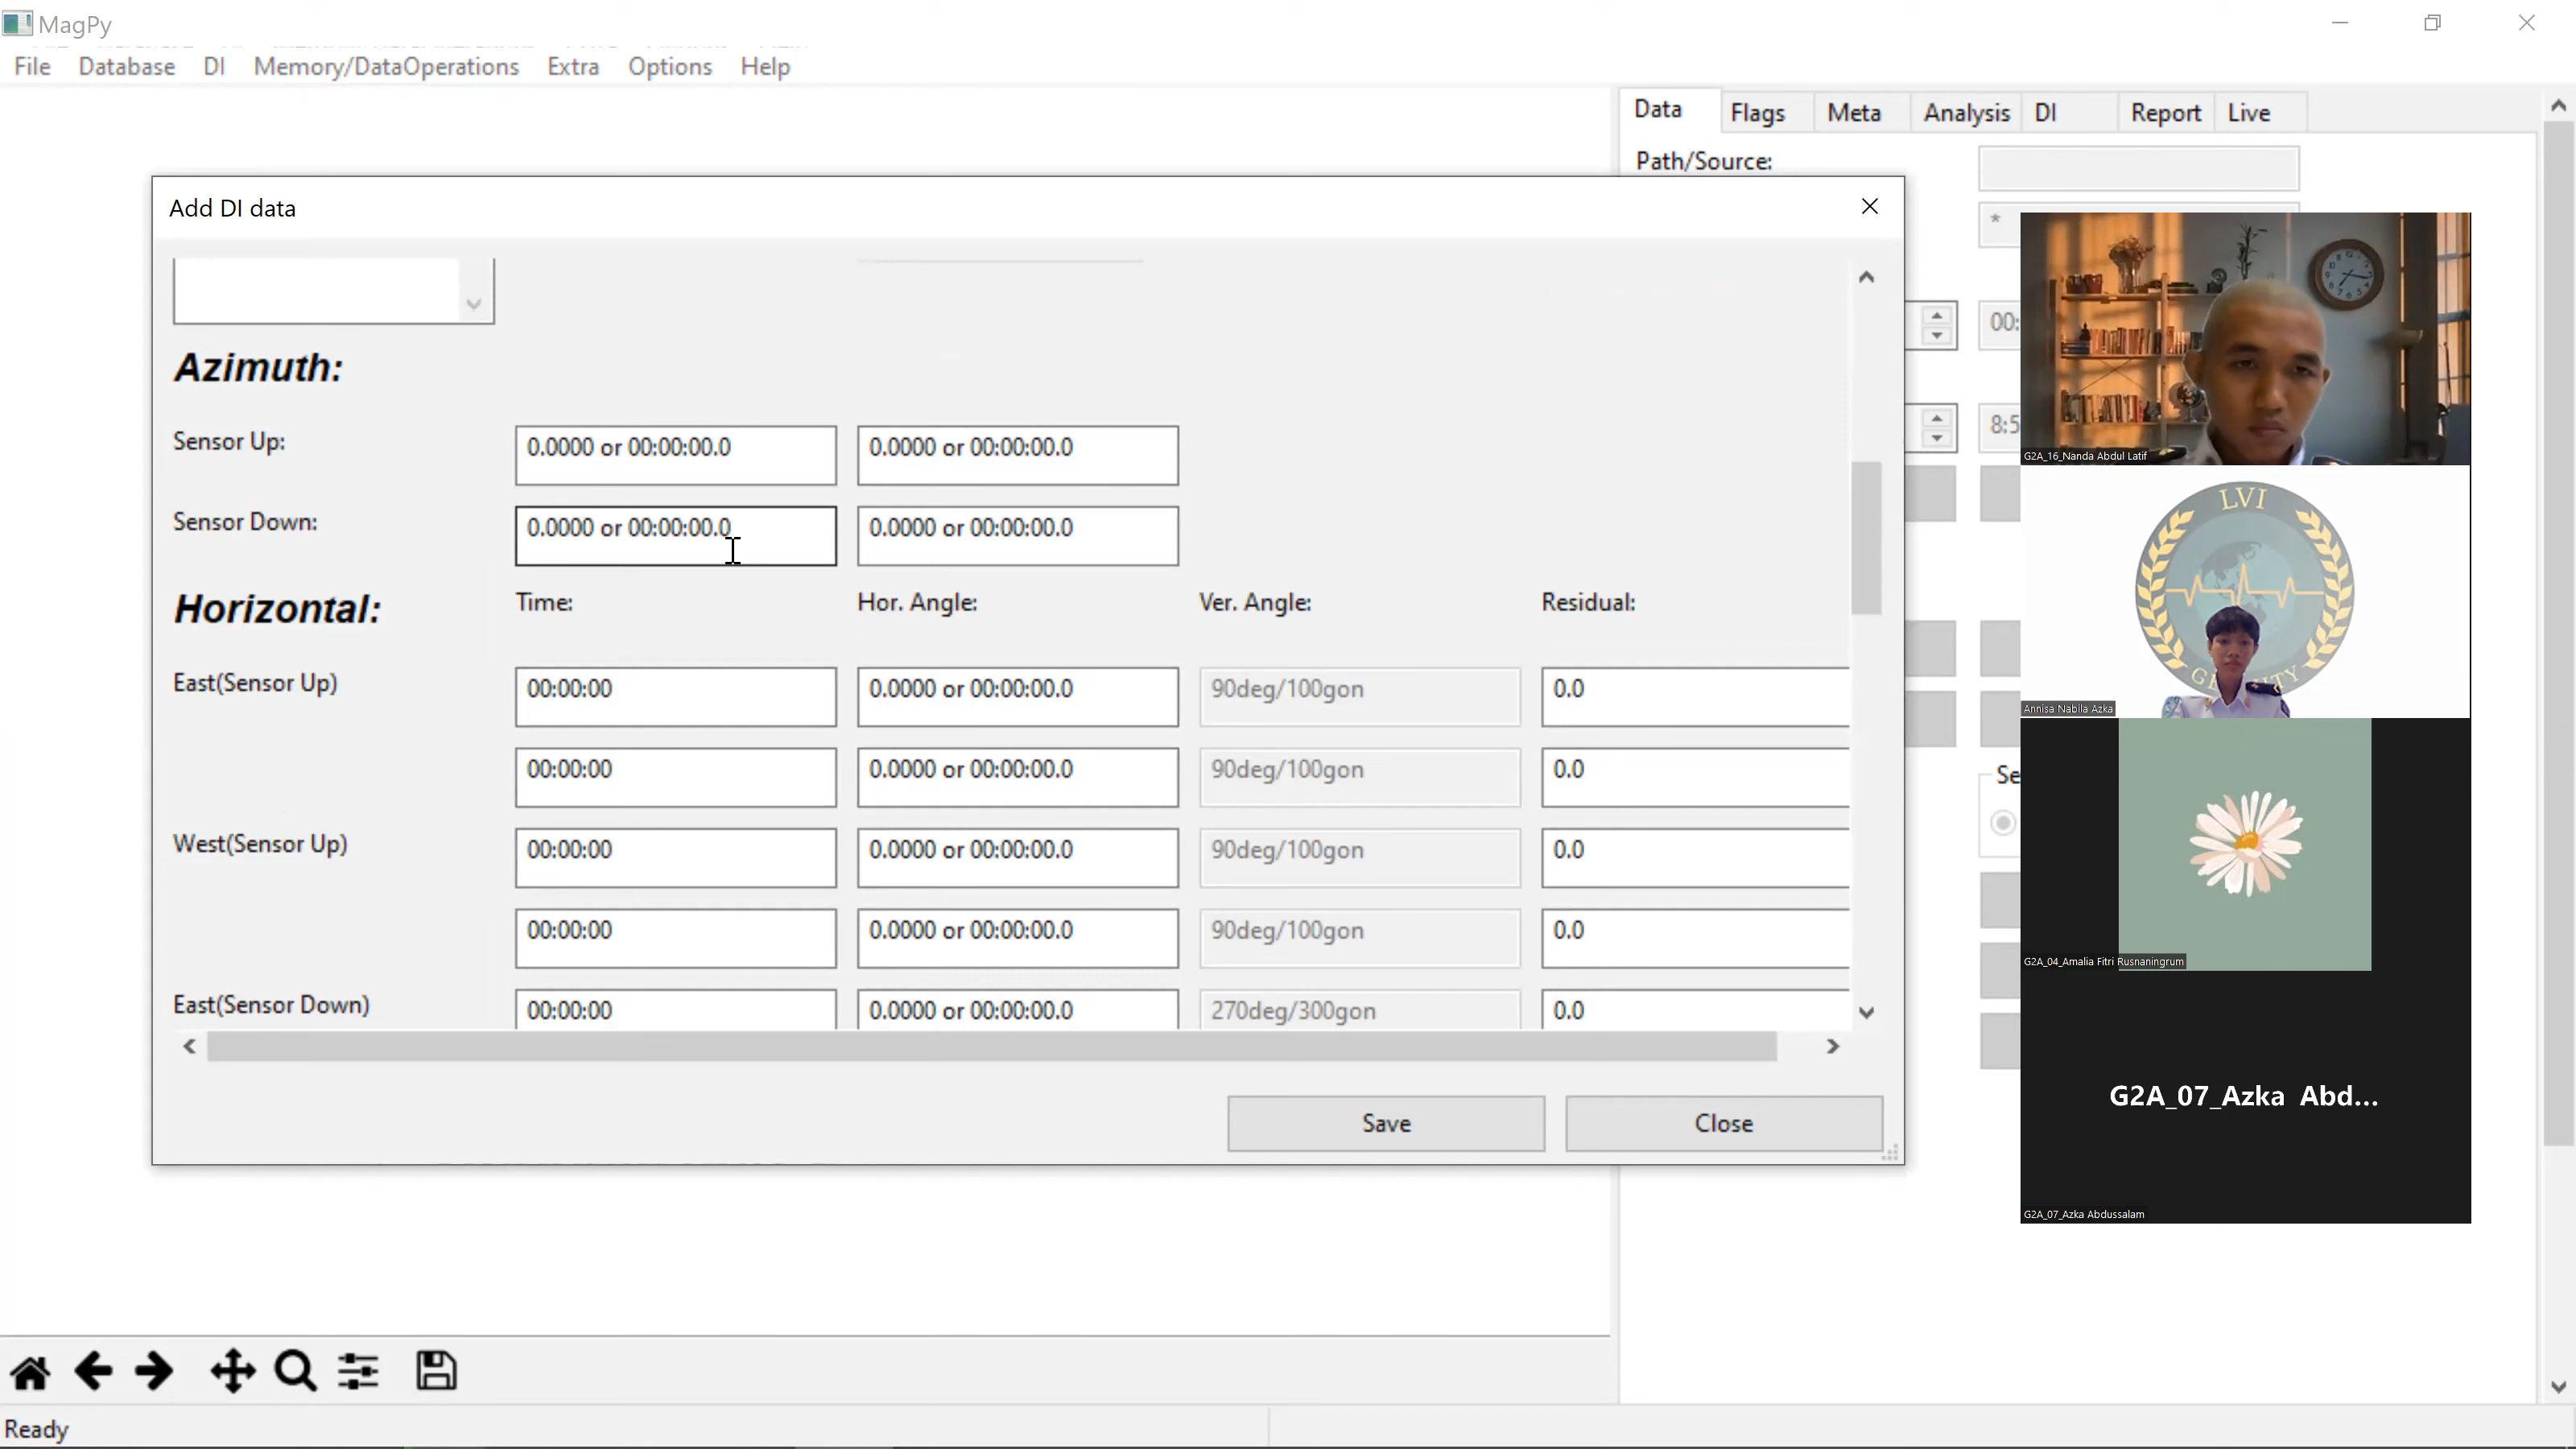 MagPy
File Database DI Memory/DataOperations Extra Options Help
Data Flags Meta Analysis DI Report Live
Path/Source:
*
Add DI data
Azimuth:
Sensor Up: 0.0000 or 00:00:00.0 0.0000 or 00:00:00.0
Sensor Down: 0.0000 or 00:00:00.0 0.0000 or 00:00:00.0
Horizontal: Time: Hor. Angle: Ver. Angle: Residual:
East(Sensor Up) 00:00:00 0.0000 or 00:00:00.0 90deg/100gon 0.0
00:00:00 0.0000 or 00:00:00.0 90deg/100gon 0.0
West(Sensor Up) 00:00:00 0.0000 or 00:00:00.0 90deg/100gon 0.0
00:00:00 0.0000 or 00:00:00.0 90deg/100gon 0.0
East(Sensor Down) 00:00:00 0.0000 or 00:00:00.0 270deg/300gon 0.0
Save Close
00:
8:5
Se
G2A_16_Nanda Abdul Latif
LVI
Annisa Nabila Azka
G2A_04_Amalia Fitri Rusnaningrum
G2A_07_Azka Abd...
G2A_07_Azka Abdussalam
Ready